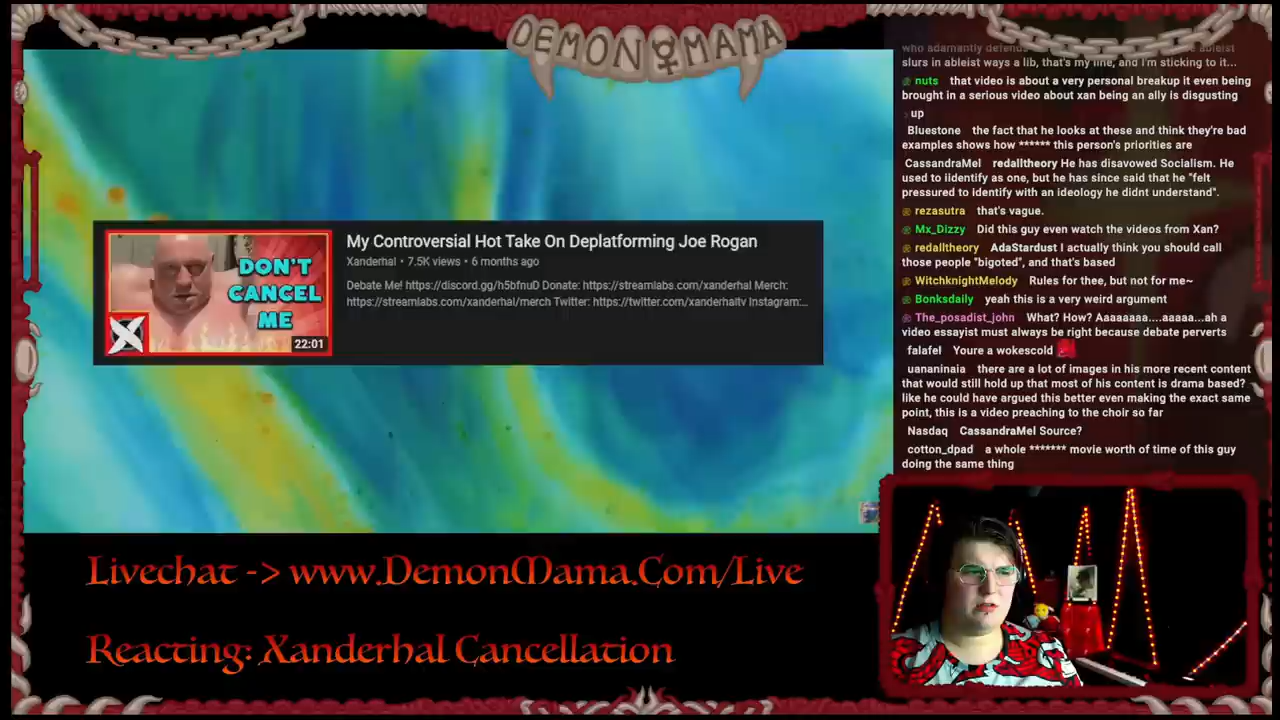 DEMON MAMA
My Controversial Hot Take On Deplatforming Joe Rogan
Xanderhal • 7.5K views • 6 months ago
Debate Me! https://discord.gg/h5bfnuD Donate: https://streamlabs.com/xanderhal Merch:
https://streamlabs.com/xanderhal/merch Twitter: https://twitter.com/xanderhaltv Instagram:...
DON'T
CANCEL
ME
22:01
who adamantly defends ableist
slurs in ableist ways a lib, that's my line, and I'm sticking to it...
nuts that video is about a very personal breakup it even being
brought in a serious video about xan being an ally is disgusting
up
Bluestone the fact that he looks at these and think they're bad
examples shows how ****** this person's priorities are
CassandraMel redalltheory He has disavowed Socialism. He
used to iidentify as one, but he has since said that he "felt
pressured to identify with an ideology he didnt understand".
rezasutra that's vague.
Mx_Dizzy Did this guy even watch the videos from Xan?
redalltheory AdaStardust I actually think you should call
those people "bigoted", and that's based
WitchknightMelody Rules for thee, but not for me~
Bonksdaily yeah this is a very weird argument
The_posadist_john What? How? Aaaaaaaa....aaaaa...ah a
video essayist must always be right because debate perverts
falafel Youre a wokescold
uananinaia there are a lot of images in his more recent content
that would still hold up that most of his content is drama based?
like he could have argued this better even making the exact same
point, this is a video preaching to the choir so far
Nasdaq CassandraMel Source?
cotton_dpad a whole ******* movie worth of time of this guy
doing the same thing
Livechat -> www.DemonMama.Com/Live
Reacting: Xanderhal Cancellation